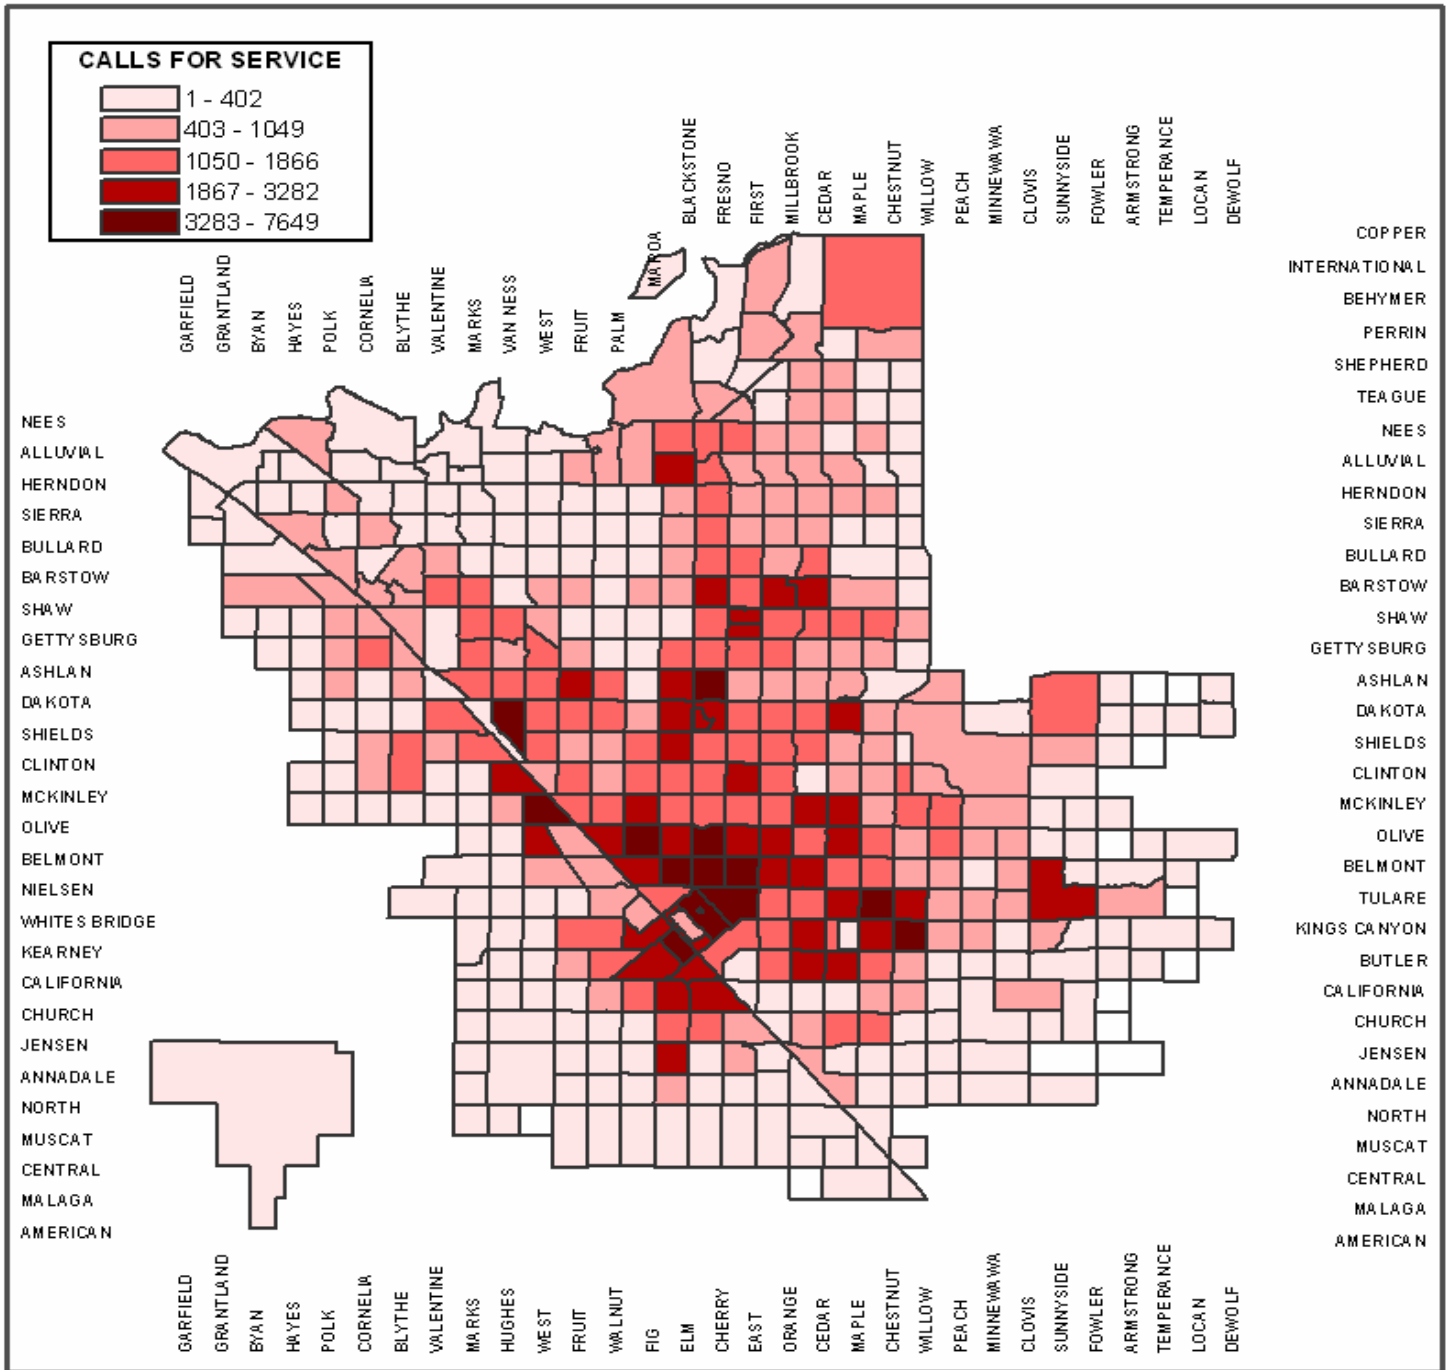 CALLS FOR SERVICE
1 - 402
403 - 1049
1050 - 1866
1867 - 3282
3283 - 7649
BLACKSTONE
FRESNO
FIRST
MILLBROOK
CEDAR
MAPLE
CHESTNUT
WILLOW
PEACH
MINNEWAWA
CLOVIS
SUNNYSIDE
FOWLER
ARMSTRONG
TEMPERANCE
LOCAN
DEWOLF
MAROA
GARFIELD
GRANTLAND
BYAN
HAYES
POLK
CORNELIA
BLYTHE
VALENTINE
MARKS
VAN NESS
WEST
FRUIT
PALM
COPPER
INTERNATIONAL
BEHYMER
PERRIN
SHEPHERD
TEAGUE
NEES
ALLUVIAL
HERNDON
SIERRA
BULLARD
BARSTOW
SHAW
GETTYSBURG
ASHLAN
DAKOTA
SHIELDS
CLINTON
MCKINLEY
OLIVE
BELMONT
TULARE
KINGS CANYON
BUTLER
CALIFORNIA
CHURCH
JENSEN
ANNADALE
NORTH
MUSCAT
CENTRAL
MALAGA
AMERICAN
NEES
ALLUVIAL
HERNDON
SIERRA
BULLARD
BARSTOW
SHAW
GETTYSBURG
ASHLAN
DAKOTA
SHIELDS
CLINTON
MCKINLEY
OLIVE
BELMONT
NIELSEN
WHITES BRIDGE
KEARNEY
CALIFORNIA
CHURCH
JENSEN
ANNADALE
NORTH
MUSCAT
CENTRAL
MALAGA
AMERICAN
GARFIELD
GRANTLAND
BYAN
HAYES
POLK
CORNELIA
BLYTHE
VALENTINE
MARKS
HUGHES
WEST
FRUIT
WALNUT
FIG
ELM
CHERRY
EAST
ORANGE
CEDAR
MAPLE
CHESTNUT
WILLOW
PEACH
MINNEWAWA
CLOVIS
SUNNYSIDE
FOWLER
ARMSTRONG
TEMPERANCE
LOCAN
DEWOLF